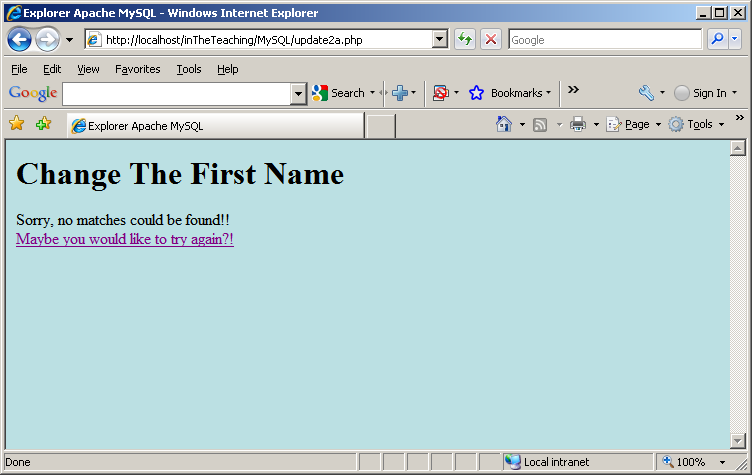 Explorer Apache MySQL - Windows Internet Explorer
http://localhost/inTheTeaching/MySQL/update2a.php
Google
File Edit View Favorites Tools Help
Google Search Bookmarks Sign In
Explorer Apache MySQL Page Tools
Change The First Name
Sorry, no matches could be found!!
Maybe you would like to try again?!
Done Local intranet 100%